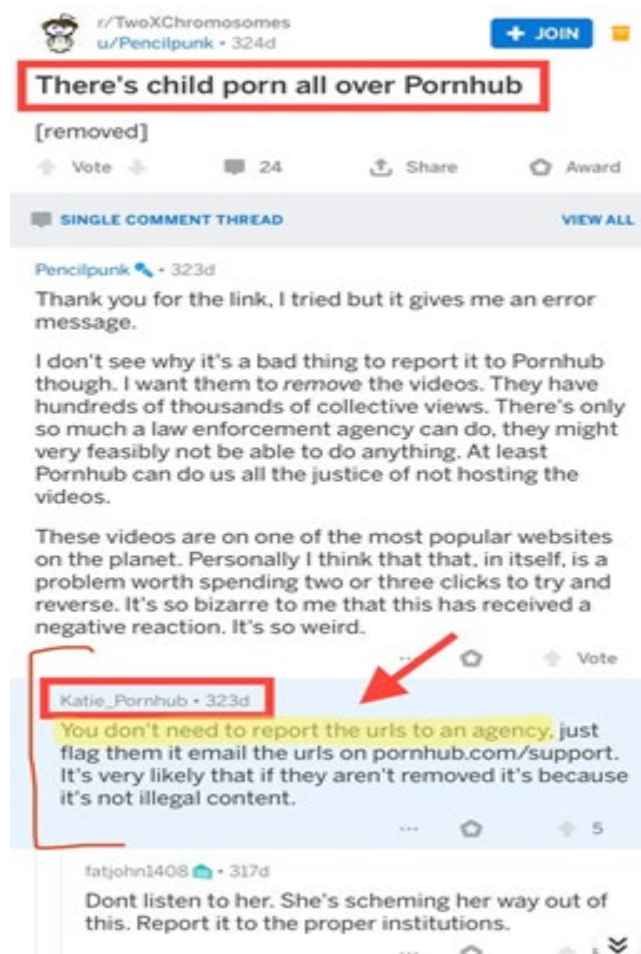 r/TwoXChromosomes
u/Pencilpunk • 324d
+ JOIN
There's child porn all over Pornhub
[removed]
Vote
24
Share
Award
SINGLE COMMENT THREAD
VIEW ALL
Pencilpunk • 323d
Thank you for the link, I tried but it gives me an error
message.
I don't see why it's a bad thing to report it to Pornhub
though. I want them to remove the videos. They have
hundreds of thousands of collective views. There's only
so much a law enforcement agency can do, they might
very feasibly not be able to do anything. At least
Pornhub can do us all the justice of not hosting the
videos.
These videos are on one of the most popular websites
on the planet. Personally I think that that, in itself, is a
problem worth spending two or three clicks to try and
reverse. It's so bizarre to me that this has received a
negative reaction. It's so weird.
... Vote
Katie_Pornhub • 323d
You don't need to report the urls to an agency, just
flag them it email the urls on pornhub.com/support.
It's very likely that if they aren't removed it's because
it's not illegal content.
... 5
fatjohn1408 • 317d
Dont listen to her. She's scheming her way out of
this. Report it to the proper institutions.